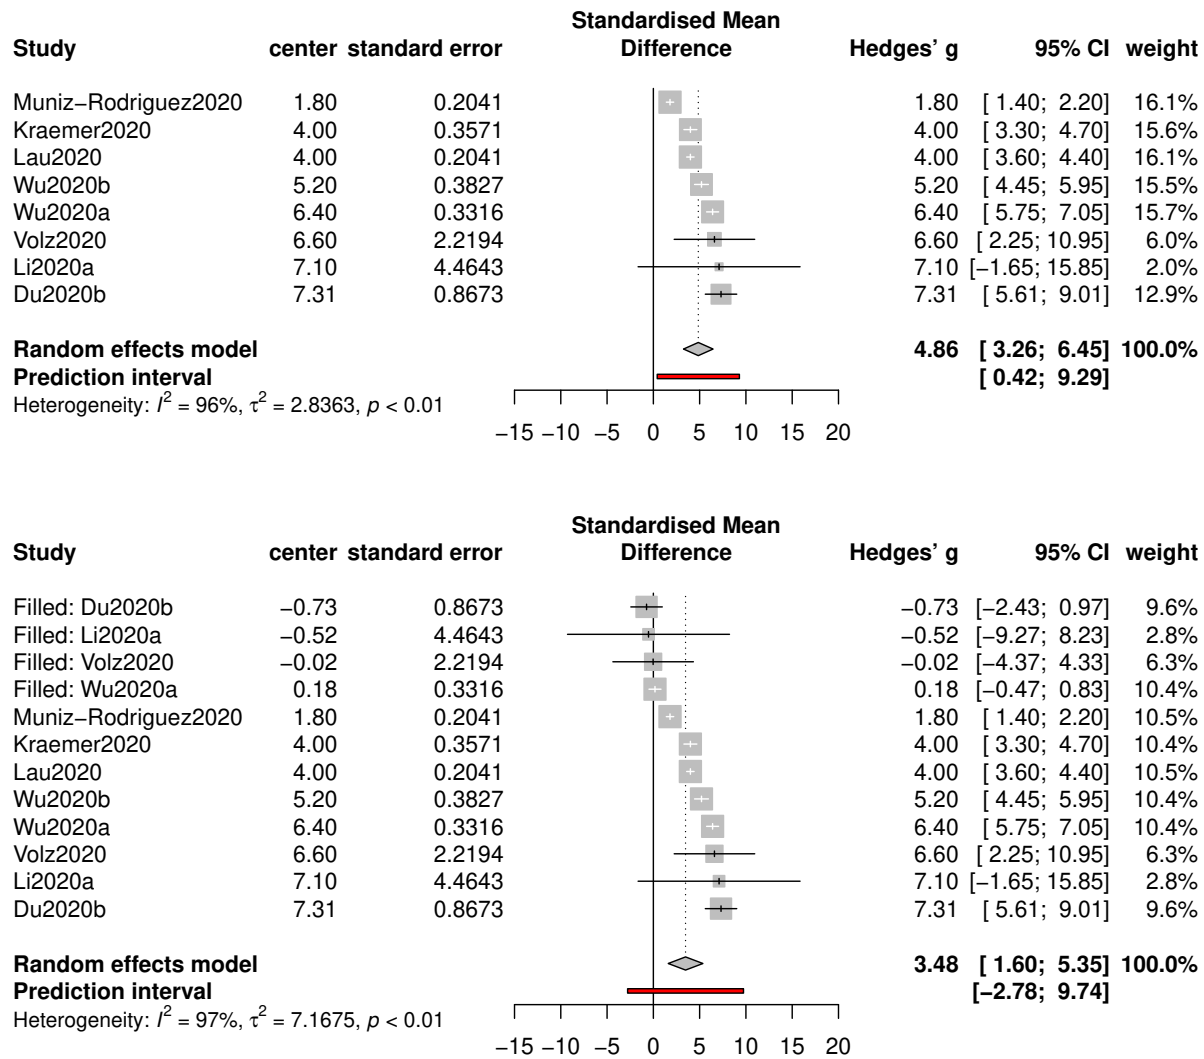 Standardised Mean
Study center standard error Difference Hedges' g 95% CI weight
Muniz−Rodriguez2020 1.80 0.2041 1.80 [ 1.40; 2.20] 16.1%
Kraemer2020 4.00 0.3571 4.00 [ 3.30; 4.70] 15.6%
Lau2020 4.00 0.2041 4.00 [ 3.60; 4.40] 16.1%
Wu2020b 5.20 0.3827 5.20 [ 4.45; 5.95] 15.5%
Wu2020a 6.40 0.3316 6.40 [ 5.75; 7.05] 15.7%
Volz2020 6.60 2.2194 6.60 [ 2.25; 10.95] 6.0%
Li2020a 7.10 4.4643 7.10 [−1.65; 15.85] 2.0%
Du2020b 7.31 0.8673 7.31 [ 5.61; 9.01] 12.9%
Random effects model 4.86 [ 3.26; 6.45] 100.0%
Prediction interval [ 0.42; 9.29]
Heterogeneity: I² = 96%, τ² = 2.8363, p < 0.01
−15 −10 −5 0 5 10 15 20
Standardised Mean
Study center standard error Difference Hedges' g 95% CI weight
Filled: Du2020b −0.73 0.8673 −0.73 [−2.43; 0.97] 9.6%
Filled: Li2020a −0.52 4.4643 −0.52 [−9.27; 8.23] 2.8%
Filled: Volz2020 −0.02 2.2194 −0.02 [−4.37; 4.33] 6.3%
Filled: Wu2020a 0.18 0.3316 0.18 [−0.47; 0.83] 10.4%
Muniz−Rodriguez2020 1.80 0.2041 1.80 [ 1.40; 2.20] 10.5%
Kraemer2020 4.00 0.3571 4.00 [ 3.30; 4.70] 10.4%
Lau2020 4.00 0.2041 4.00 [ 3.60; 4.40] 10.5%
Wu2020b 5.20 0.3827 5.20 [ 4.45; 5.95] 10.4%
Wu2020a 6.40 0.3316 6.40 [ 5.75; 7.05] 10.4%
Volz2020 6.60 2.2194 6.60 [ 2.25; 10.95] 6.3%
Li2020a 7.10 4.4643 7.10 [−1.65; 15.85] 2.8%
Du2020b 7.31 0.8673 7.31 [ 5.61; 9.01] 9.6%
Random effects model 3.48 [ 1.60; 5.35] 100.0%
Prediction interval [−2.78; 9.74]
Heterogeneity: I² = 97%, τ² = 7.1675, p < 0.01
−15 −10 −5 0 5 10 15 20